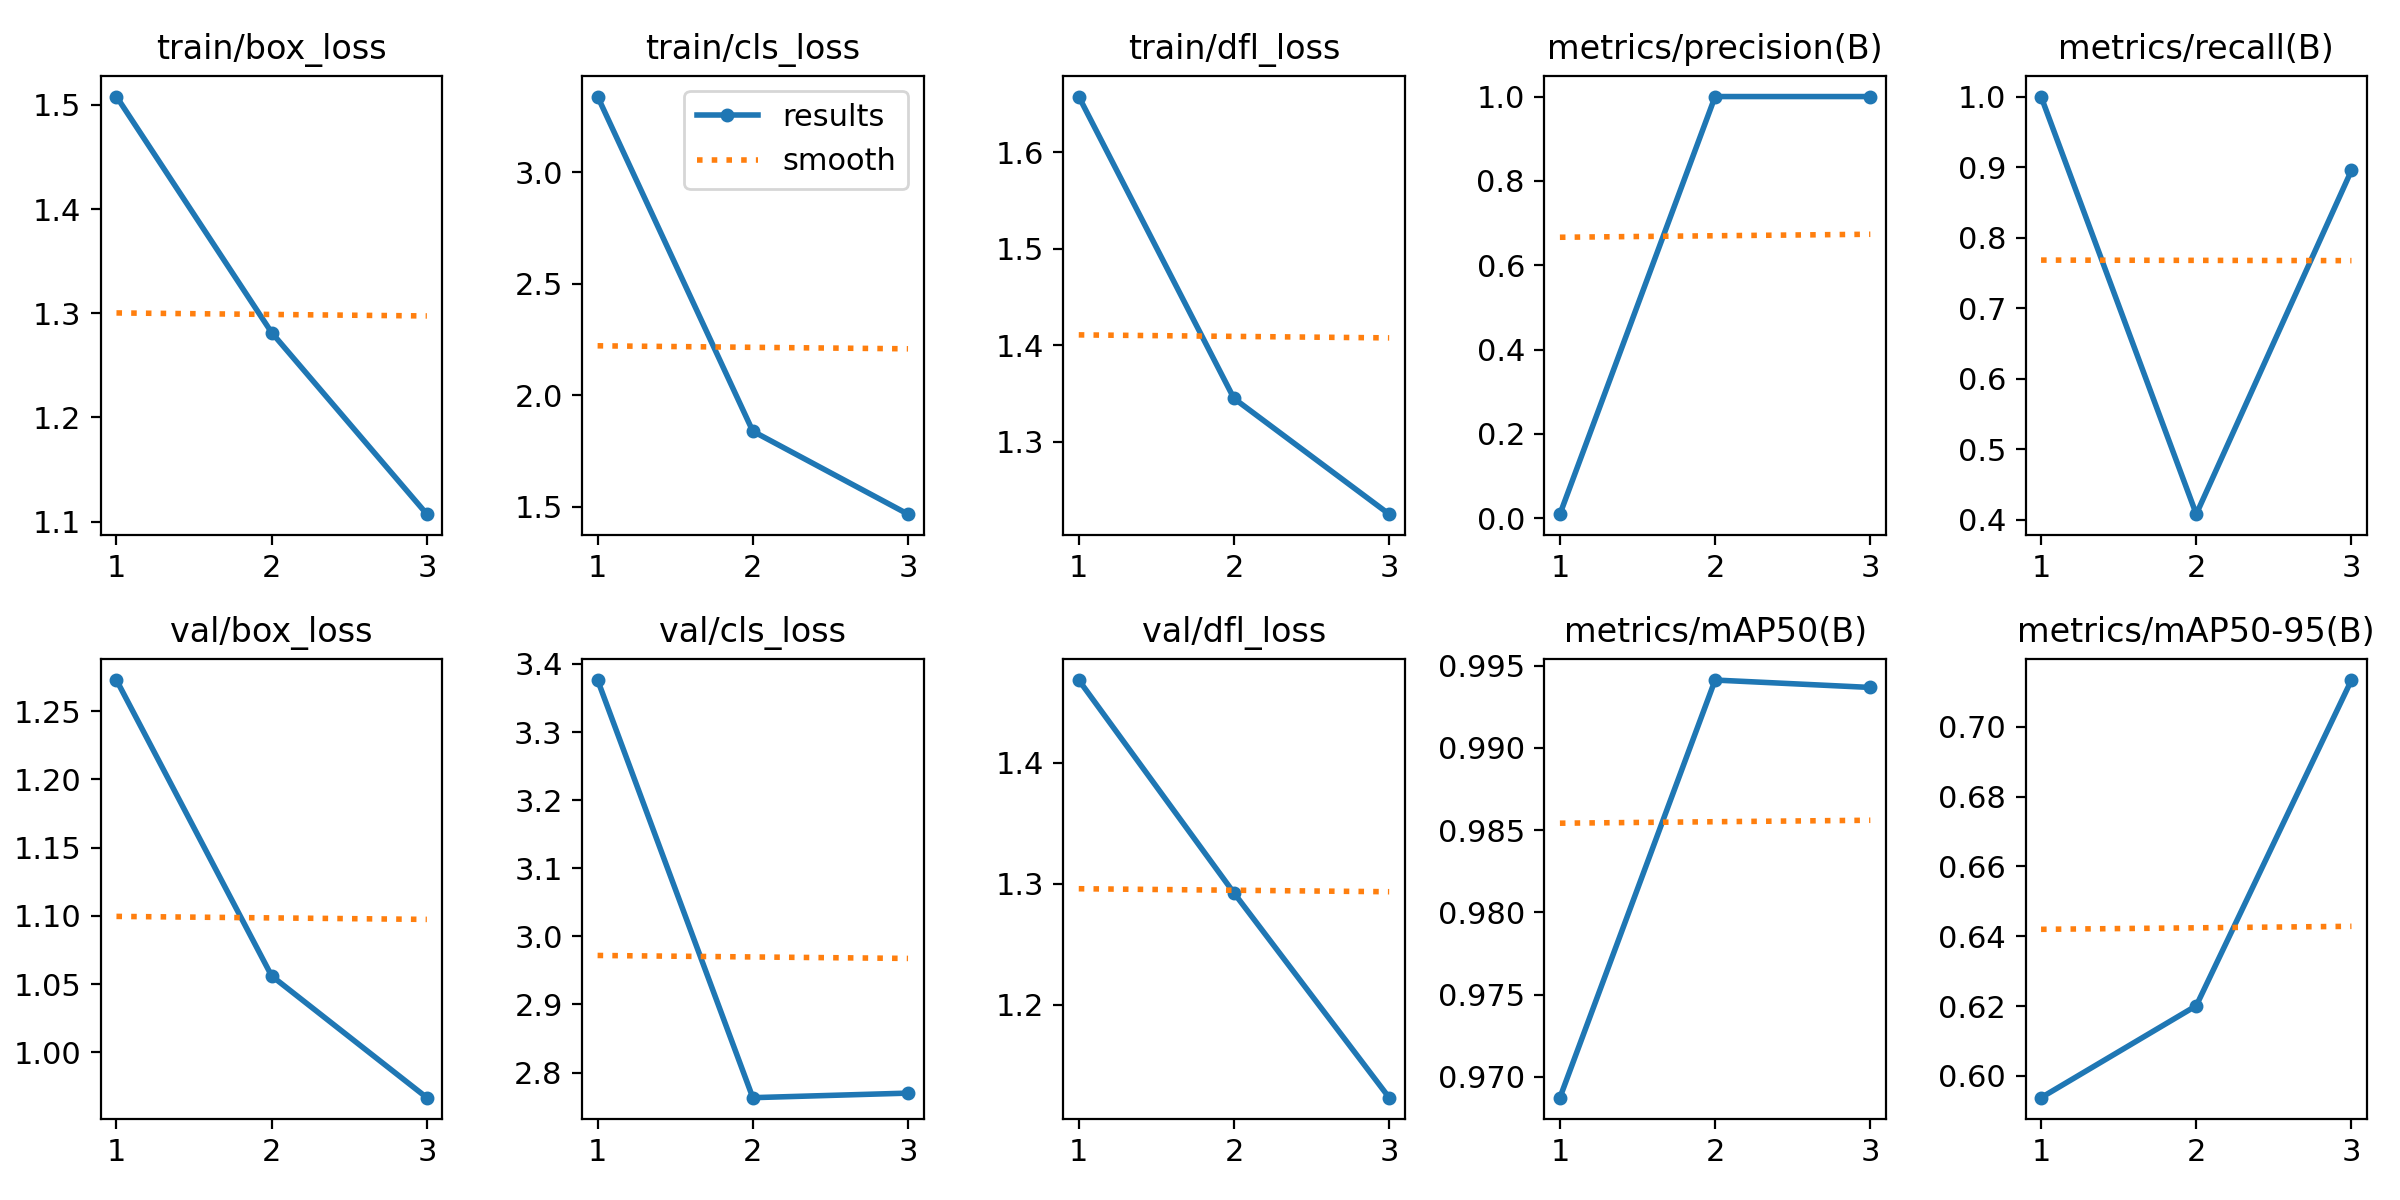 train/box_loss
1.5
1.4
1.3
1.2
1.1
1 2 3
train/cls_loss
results
smooth
3.0
2.5
2.0
1.5
1 2 3
train/dfl_loss
1.6
1.5
1.4
1.3
1 2 3
metrics/precision(B)
1.0
0.8
0.6
0.4
0.2
0.0
1 2 3
metrics/recall(B)
1.0
0.9
0.8
0.7
0.6
0.5
0.4
1 2 3
val/box_loss
1.25
1.20
1.15
1.10
1.05
1.00
1 2 3
val/cls_loss
3.4
3.3
3.2
3.1
3.0
2.9
2.8
1 2 3
val/dfl_loss
1.4
1.3
1.2
1 2 3
metrics/mAP50(B)
0.995
0.990
0.985
0.980
0.975
0.970
1 2 3
metrics/mAP50-95(B)
0.70
0.68
0.66
0.64
0.62
0.60
1 2 3